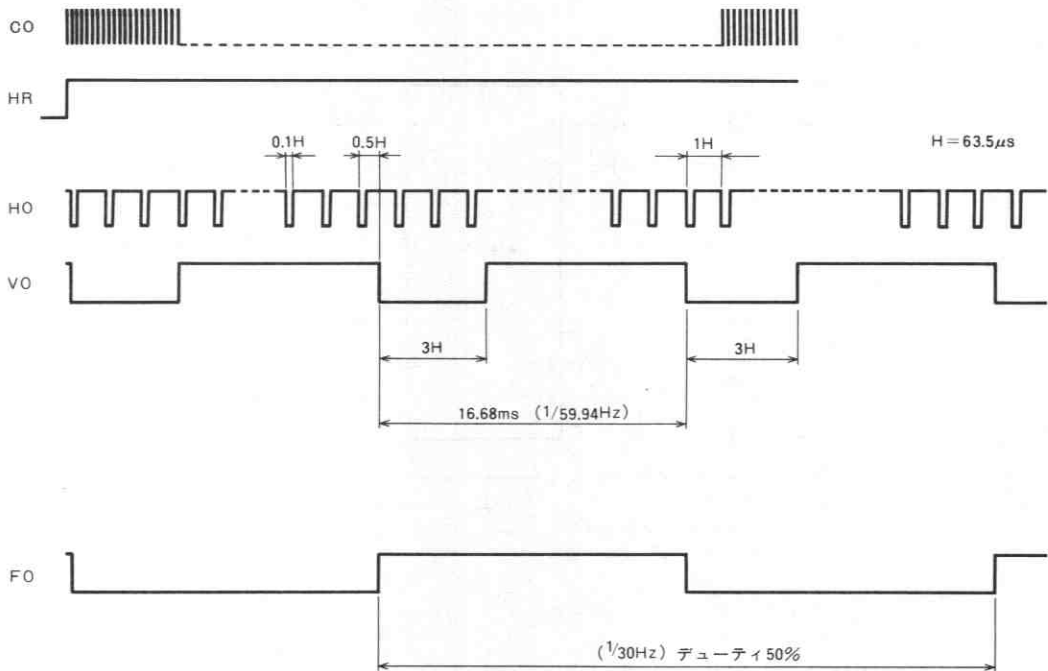 CO
HR
0.1H 0.5H 1H H=63.5μs
HO
VO
3H 3H
16.68ms (1/59.94Hz)
FO
(1/30Hz) デューティ50%